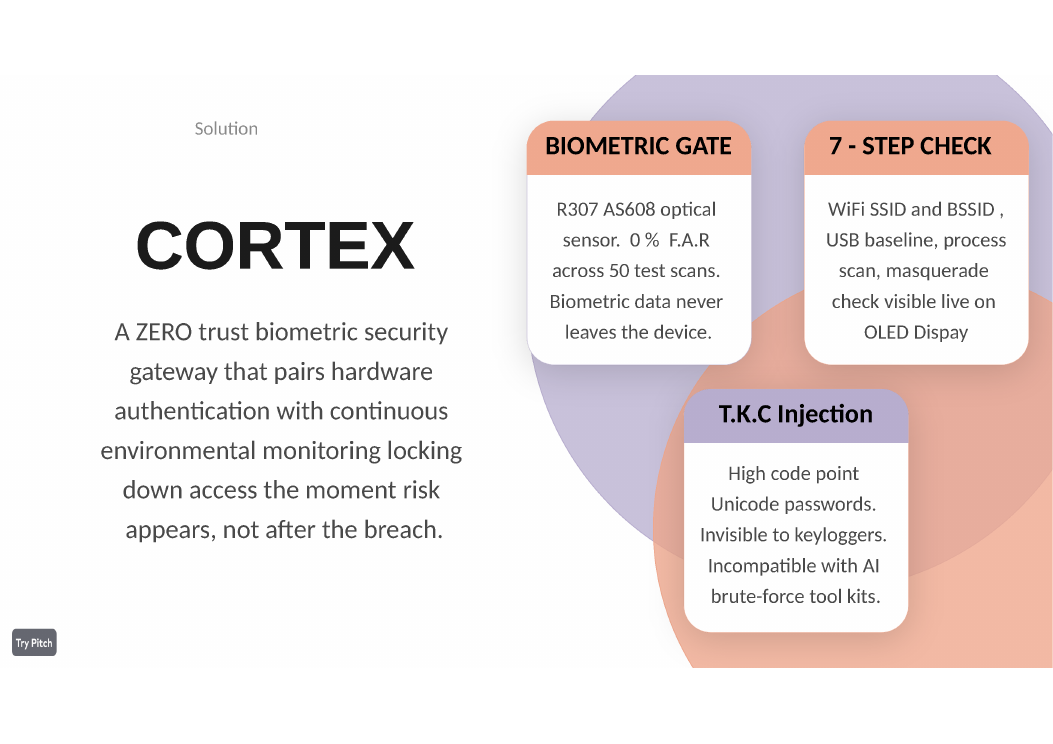 Solution
CORTEX
A ZERO trust biometric security
gateway that pairs hardware
authentication with continuous
environmental monitoring locking
down access the moment risk
appears, not after the breach.
BIOMETRIC GATE
R307 AS608 optical
sensor. 0 % F.A.R
across 50 test scans.
Biometric data never
leaves the device.
7 - STEP CHECK
WiFi SSID and BSSID ,
USB baseline, process
scan, masquerade
check visible live on
OLED Dispay
T.K.C Injection
High code point
Unicode passwords.
Invisible to keyloggers.
Incompatible with AI
brute-force tool kits.
Try Pitch